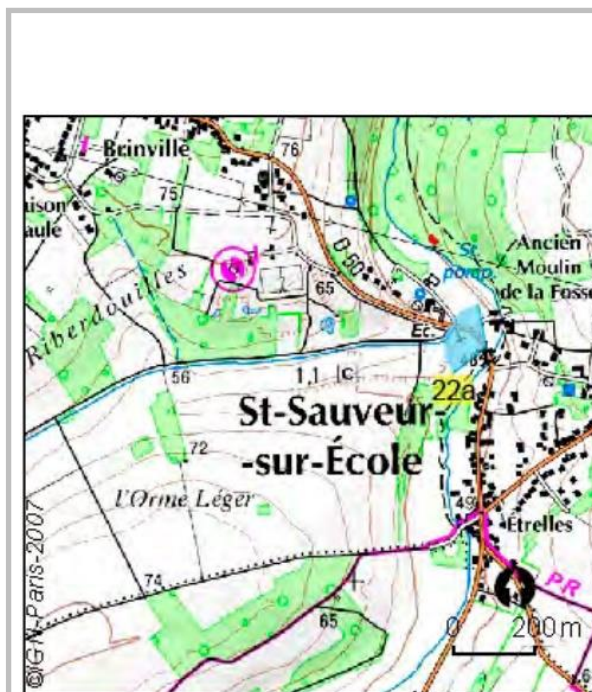 Brinville
76
75
aison
aule
Riberdouilles
D 50
St
pomp.
Ancien
Moulin
de la Fosse
65
Ec.
56
1,1
C
22a
St-Sauveur-
-sur-École
72
l'Orme Léger
49
Étrelles
74
65
PR
0 200m
©IGN-Paris-2007